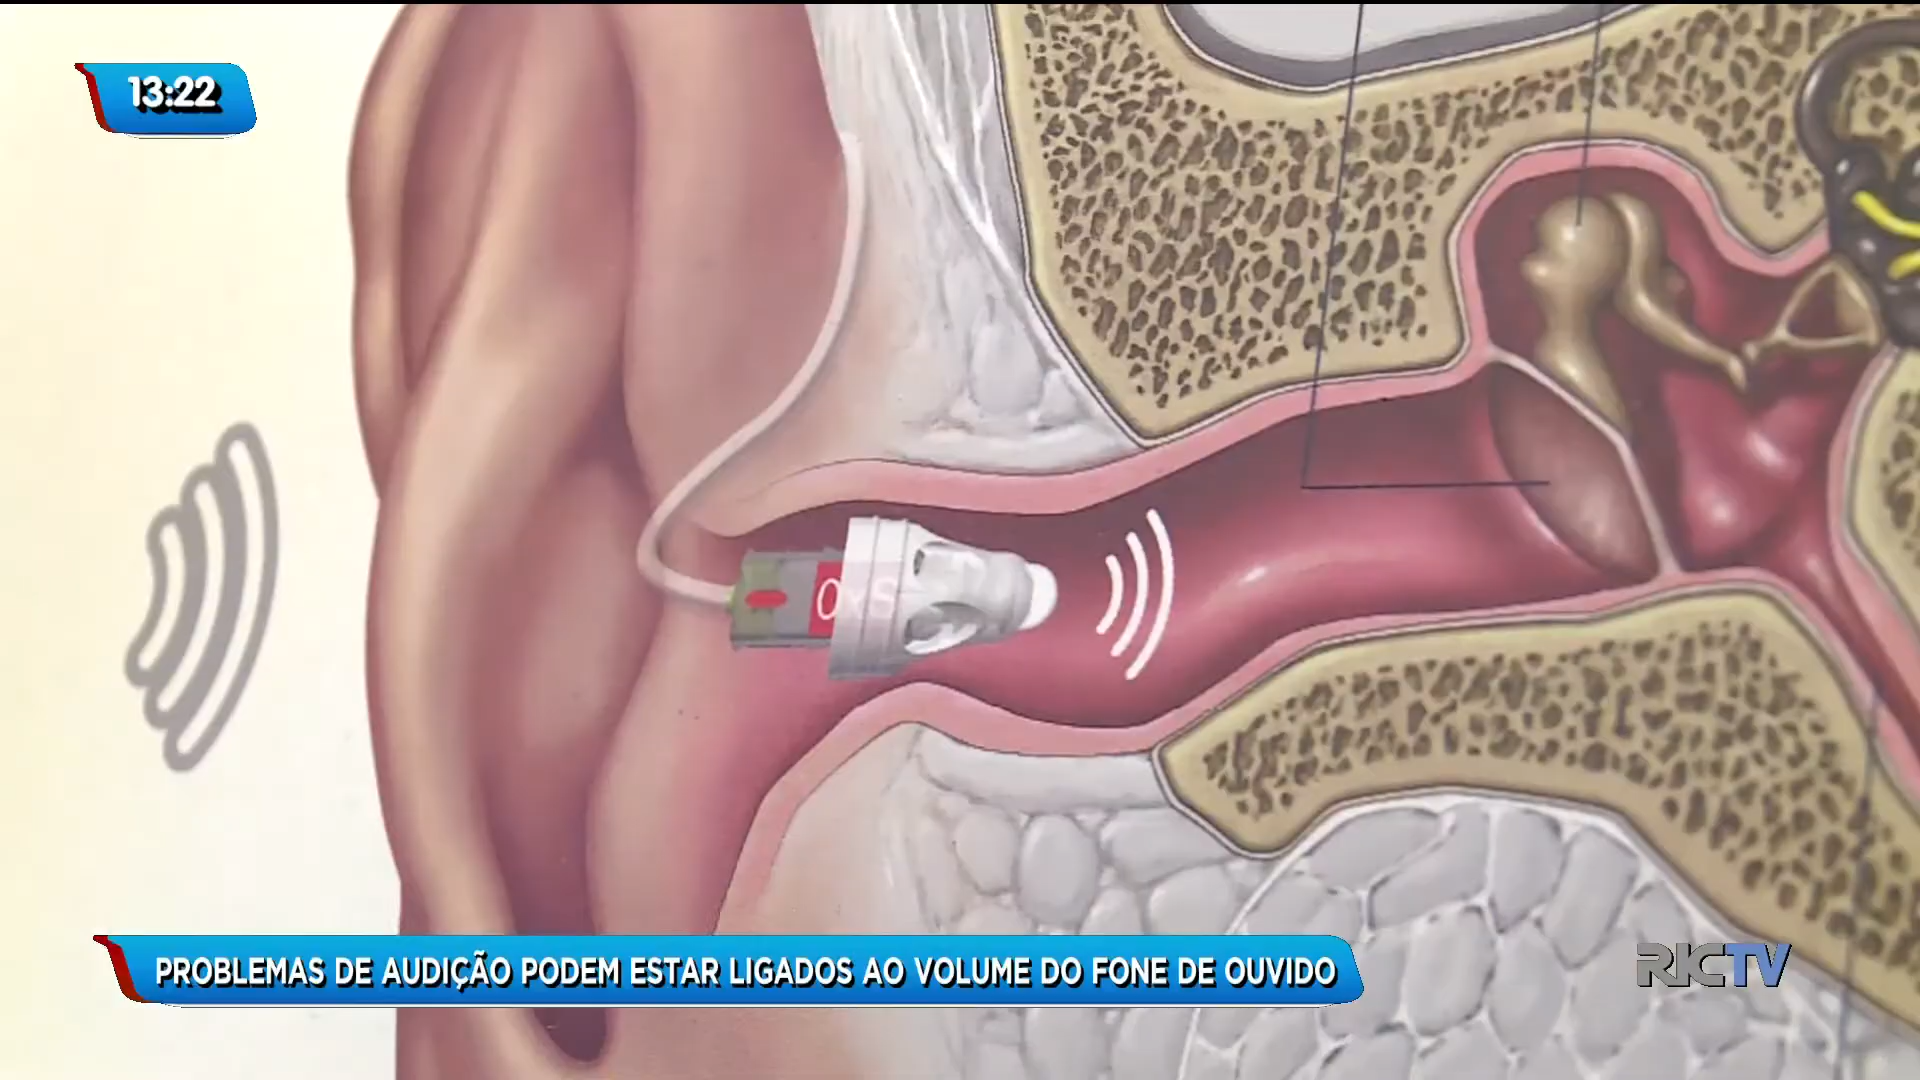 13:22
PROBLEMAS DE AUDIÇÃO PODEM ESTAR LIGADOS AO VOLUME DO FONE DE OUVIDO
RICTV